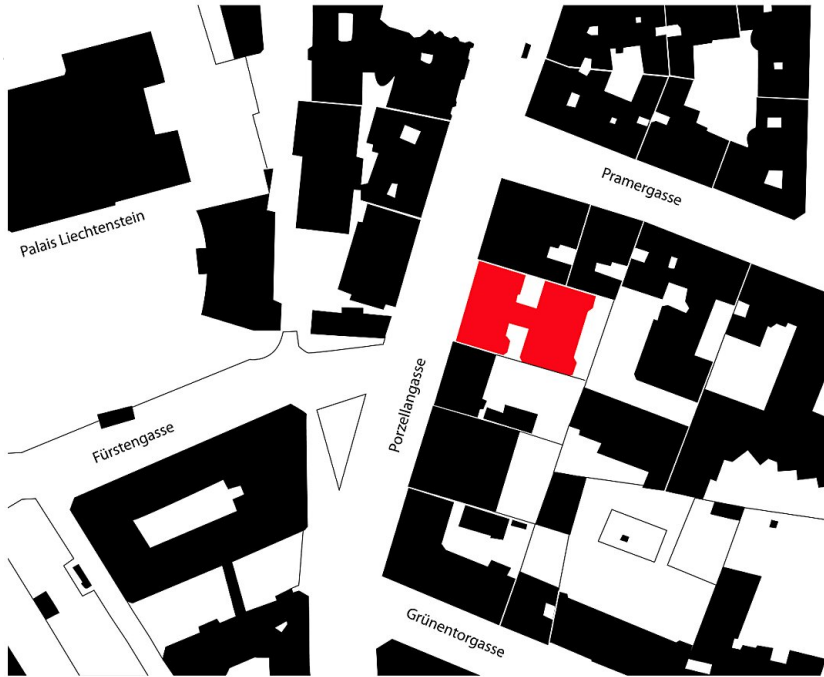 Pramergasse
Palais Liechtenstein
Porzellangasse
Fürstengasse
Grünentorgasse